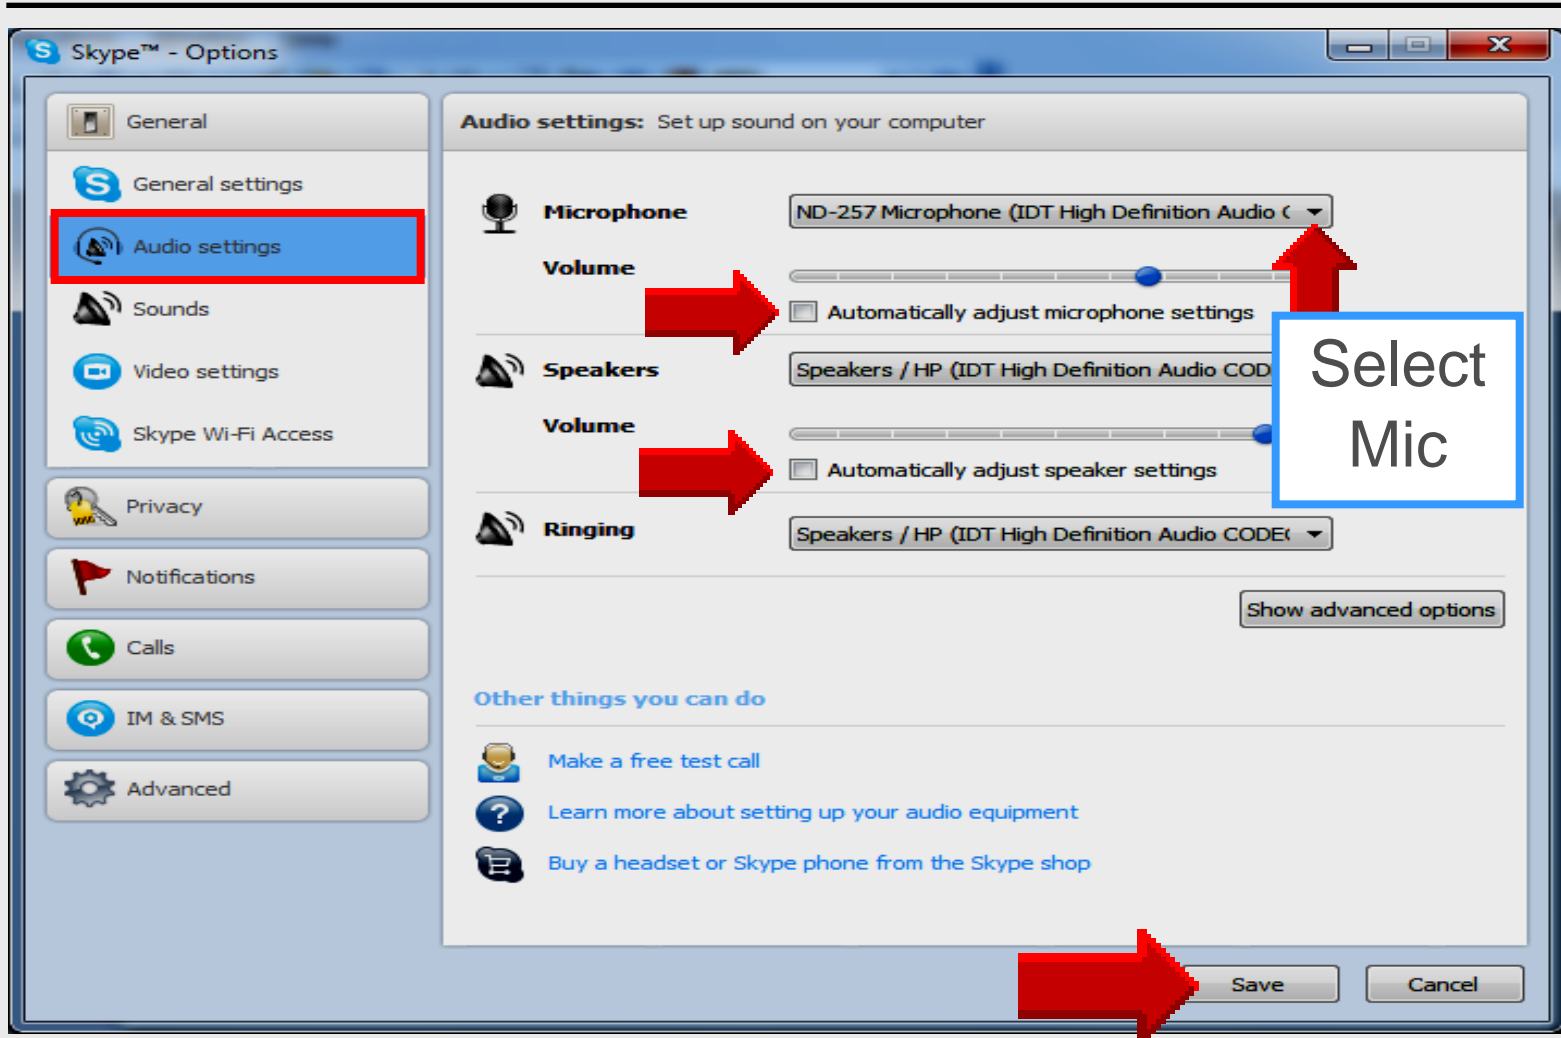 Skype™ - Options
General
General settings
Audio settings
Sounds
Video settings
Skype Wi-Fi Access
Privacy
Notifications
Calls
IM & SMS
Advanced
Audio settings: Set up sound on your computer
Microphone
ND-257 Microphone (IDT High Definition Audio C
Volume
Automatically adjust microphone settings
Speakers
Speakers / HP (IDT High Definition Audio COD
Volume
Automatically adjust speaker settings
Select
Mic
Ringing
Speakers / HP (IDT High Definition Audio CODEC
Show advanced options
Other things you can do
Make a free test call
Learn more about setting up your audio equipment
Buy a headset or Skype phone from the Skype shop
Save
Cancel